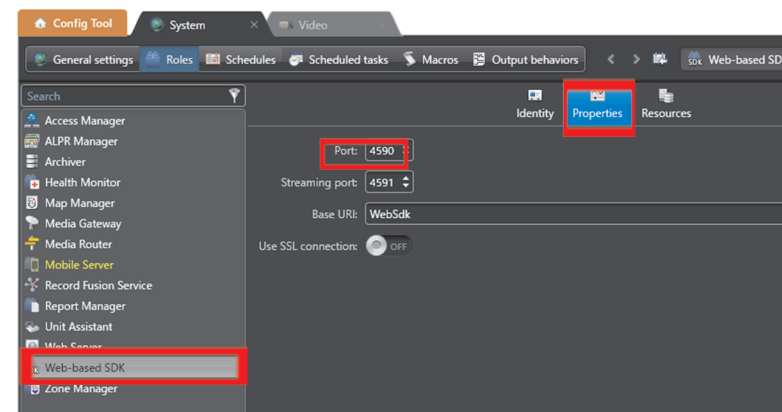 Config Tool System Video
General settings Roles Schedules Scheduled tasks Macros Output behaviors SDK Web-based SD
Search
Identity Properties Resources
Access Manager
ALPR Manager
Archiver
Health Monitor
Map Manager
Media Gateway
Media Router
Mobile Server
Record Fusion Service
Report Manager
Unit Assistant
Web Server
Web-based SDK
Zone Manager
Port: 4590
Streaming port: 4591
Base URI: WebSdk
Use SSL connection: OFF